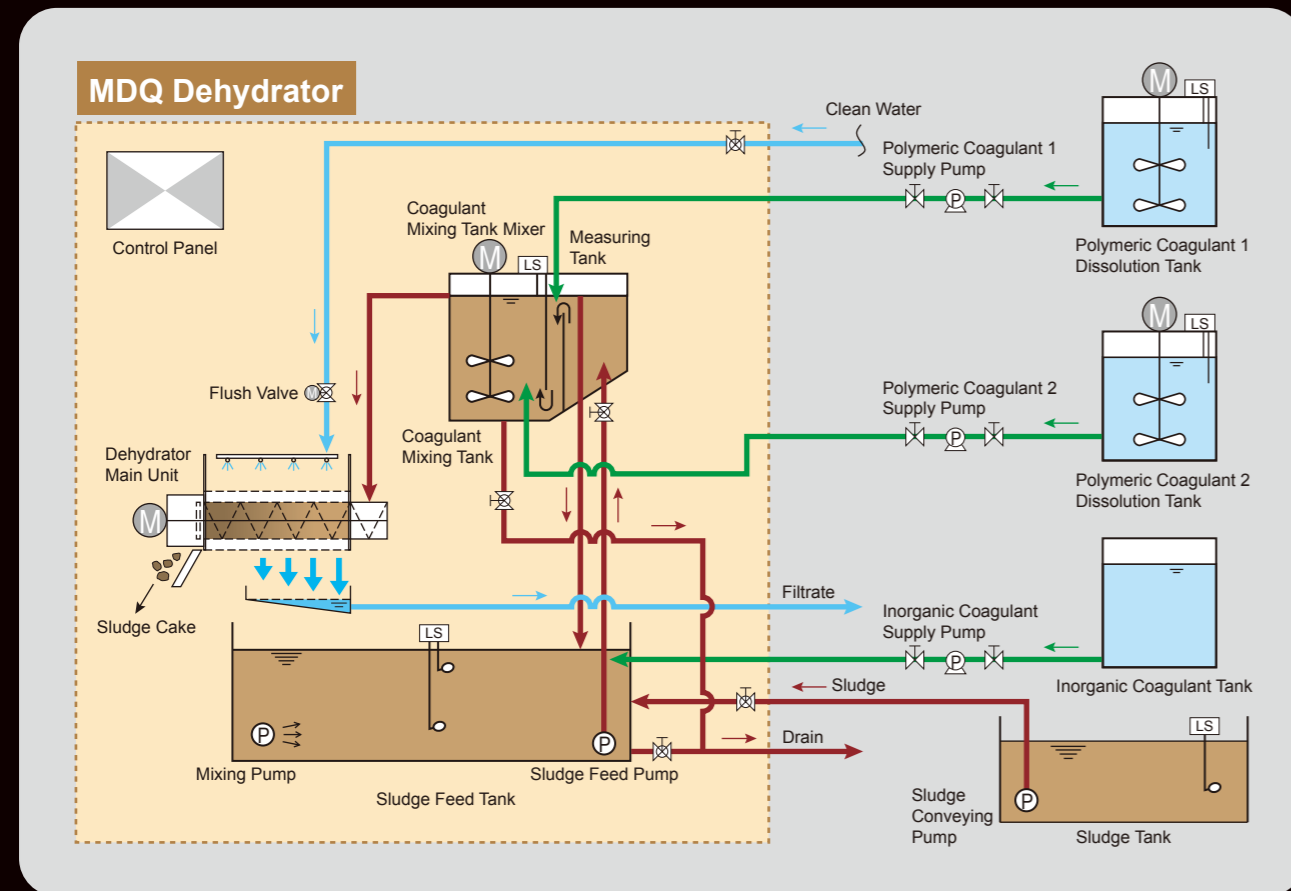 MDQ Dehydrator
Control Panel
Clean Water
Polymeric Coagulant 1
Supply Pump
M
LS
Polymeric Coagulant 1
Dissolution Tank
P
Coagulant
Mixing Tank Mixer
M
LS
Measuring
Tank
Flush Valve
M
Coagulant
Mixing Tank
Polymeric Coagulant 2
Supply Pump
P
M
LS
Polymeric Coagulant 2
Dissolution Tank
Dehydrator
Main Unit
M
Sludge Cake
Filtrate
Inorganic Coagulant
Supply Pump
P
Inorganic Coagulant Tank
LS
Sludge
Drain
P
Mixing Pump
P
Sludge Feed Pump
Sludge Feed Tank
LS
P
Sludge
Conveying
Pump
Sludge Tank